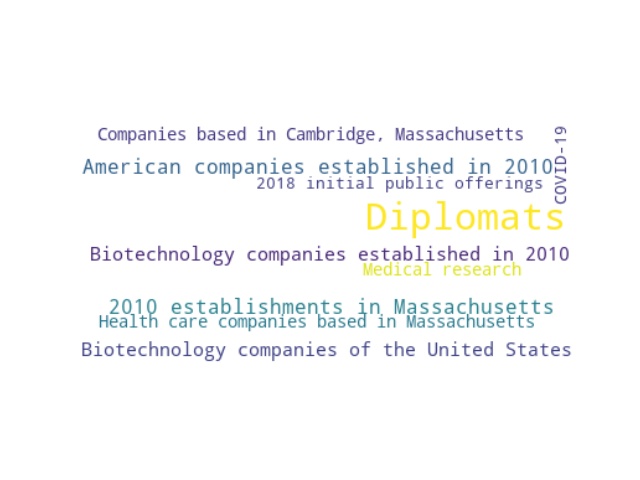 Companies based in Cambridge, Massachusetts
COVID-19
American companies established in 2010
2018 initial public offerings
Diplomats
Biotechnology companies established in 2010
Medical research
2010 establishments in Massachusetts
Health care companies based in Massachusetts
Biotechnology companies of the United States